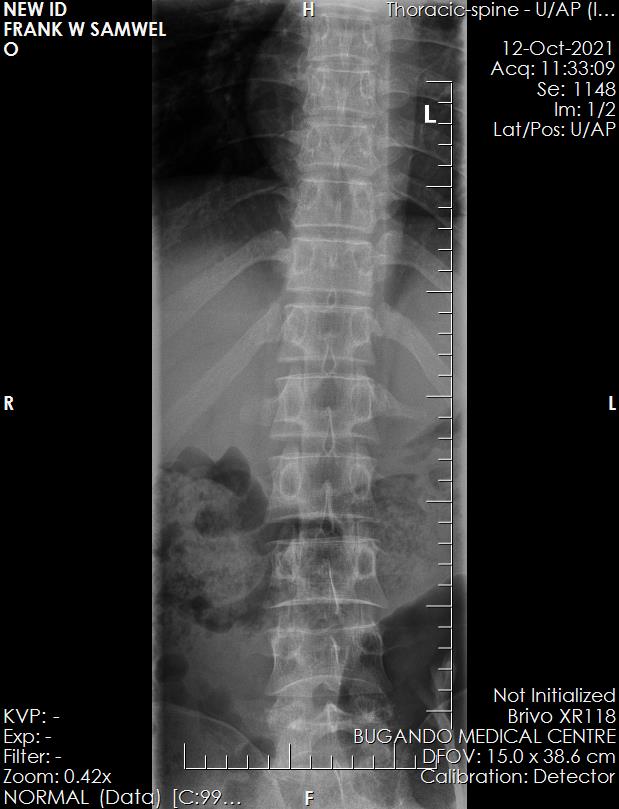 NEW ID
FRANK W SAMWEL
O
H
Thoracic-spine - U/AP (I...
12-Oct-2021
Acq: 11:33:09
Se: 1148
Im: 1/2
Lat/Pos: U/AP
L
R
L
KVP: -
Exp: -
Filter: -
Zoom: 0.42x
NORMAL (Data) [C:99...
F
Not Initialized
Brivo XR118
BUGANDO MEDICAL CENTRE
DFOV: 15.0 x 38.6 cm
Calibration: Detector